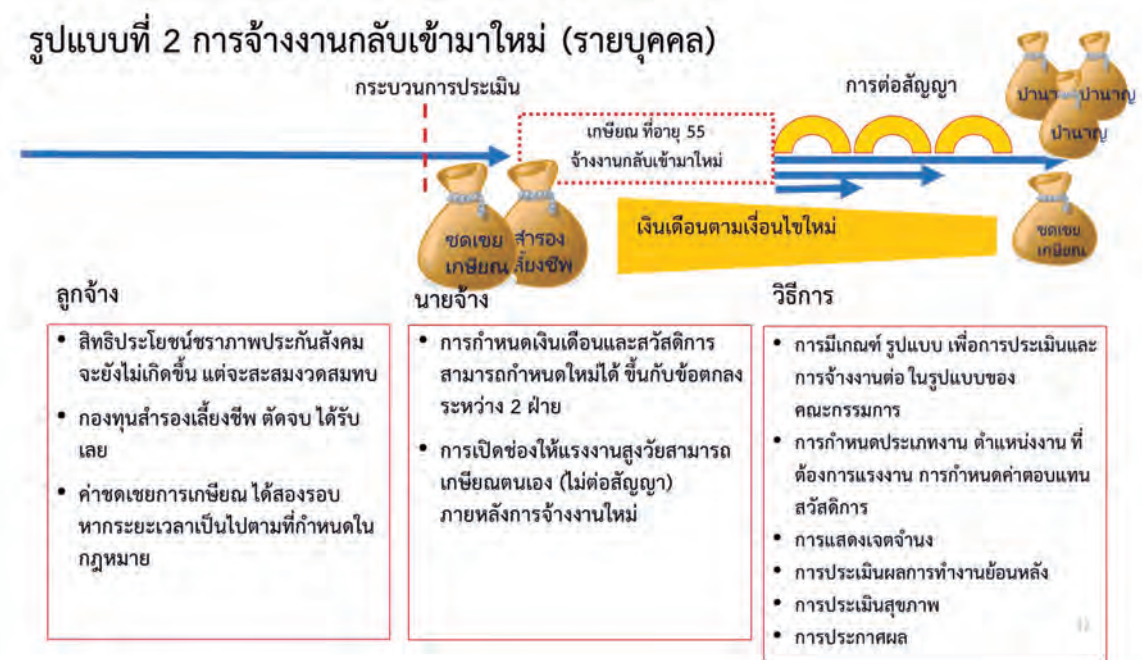 รูปแบบที่ 2 การจ้างงานกลับเข้ามาใหม่ (รายบุคคล)
กระบวนการประเมิน
การต่อสัญญา
บำนาญ
บำนาญ
เกษียณ ที่อายุ 55
จ้างงานกลับเข้ามาใหม่
ชดเชย
เกษียณ
สำรอง
เลี้ยงชีพ
เงินเดือนตามเงื่อนไขใหม่
ชดเชย
เกษียณ
ลูกจ้าง
• สิทธิประโยชน์ชราภาพประกันสังคม
จะยังไม่เกิดขึ้น แต่จะสะสมงวดสมทบ
• กองทุนสำรองเลี้ยงชีพ ตัดจบ ได้รับ
เลย
• ค่าชดเชยการเกษียณ ได้สองรอบ
หากระยะเวลาเป็นไปตามที่กำหนดใน
กฎหมาย
นายจ้าง
• การกำหนดเงินเดือนและสวัสดิการ
สามารถกำหนดใหม่ได้ ขึ้นกับข้อตกลง
ระหว่าง 2 ฝ่าย
• การเปิดช่องให้แรงงานสูงวัยสามารถ
เกษียณตนเอง (ไม่ต่อสัญญา)
ภายหลังการจ้างงานใหม่
วิธีการ
• การมีเกณฑ์ รูปแบบ เพื่อการประเมินและ
การจ้างงานต่อ ในรูปแบบของ
คณะกรรมการ
• การกำหนดประเภทงาน ตำแหน่งงาน ที่
ต้องการแรงงาน การกำหนดค่าตอบแทน
สวัสดิการ
• การแสดงเจตจำนง
• การประเมินผลการทำงานย้อนหลัง
• การประเมินสุขภาพ
• การประกาศผล